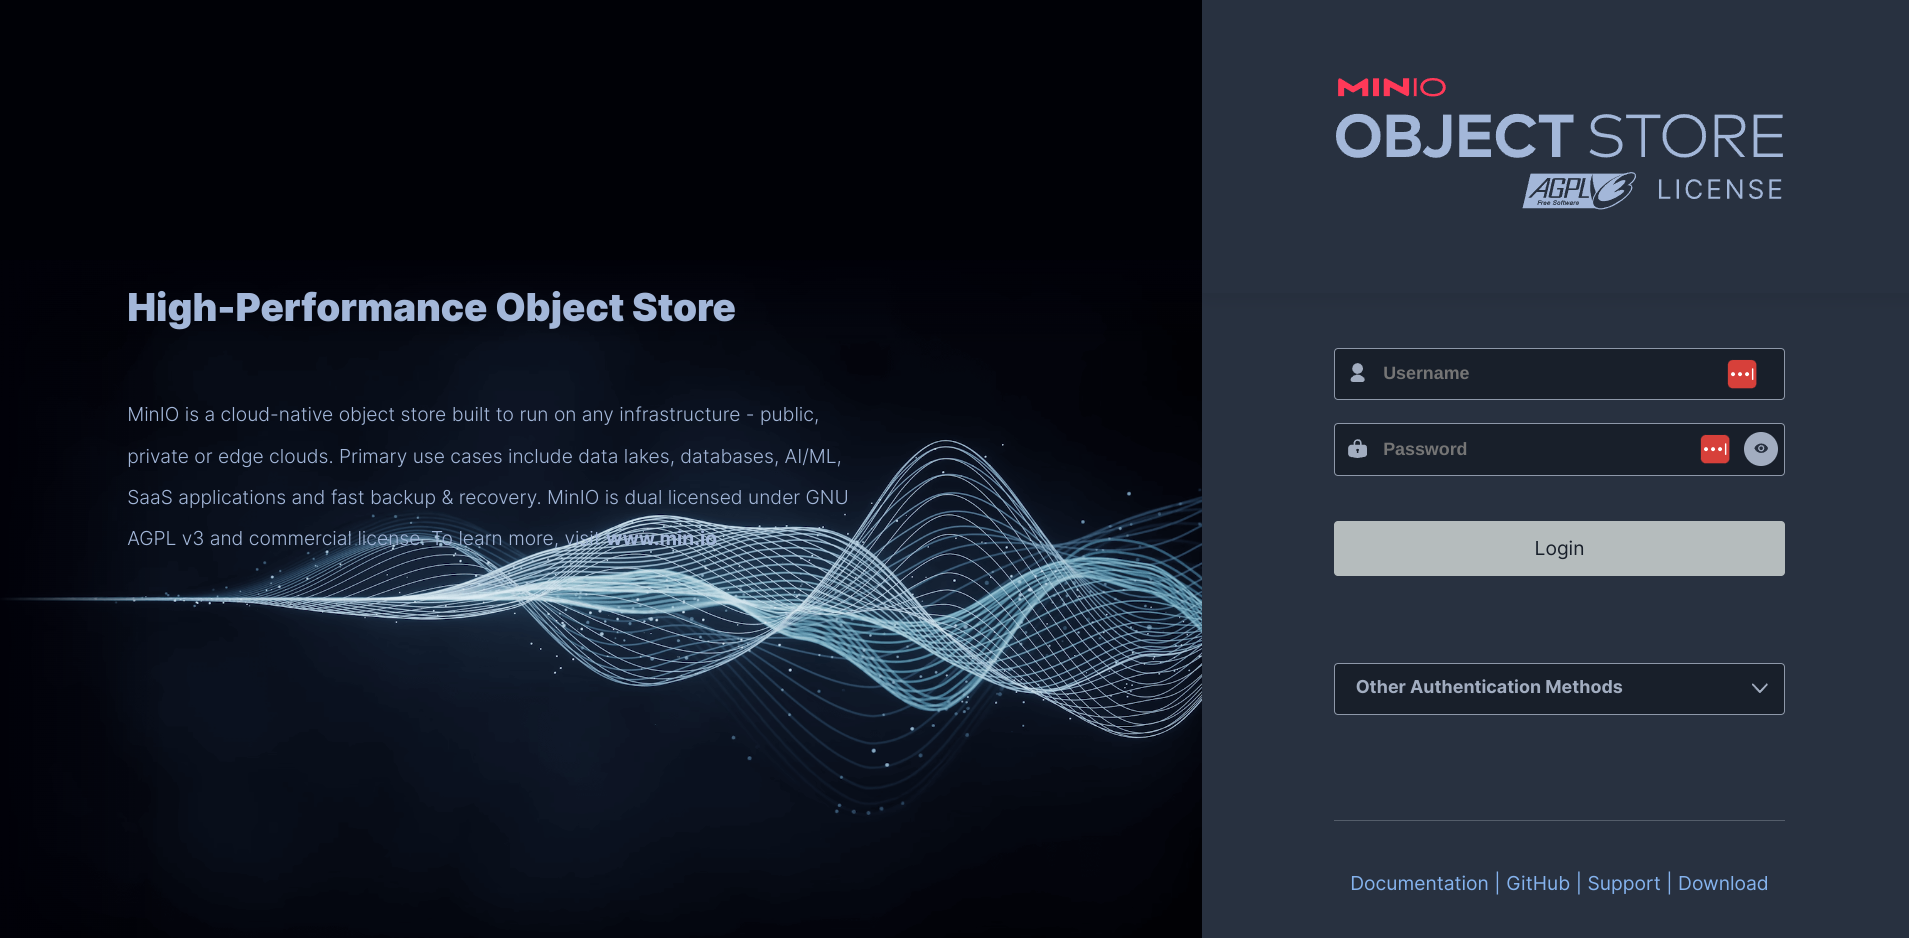 High-Performance Object Store
MinIO is a cloud-native object store built to run on any infrastructure - public,
private or edge clouds. Primary use cases include data lakes, databases, AI/ML,
SaaS applications and fast backup & recovery. MinIO is dual licensed under GNU
AGPL v3 and commercial license. To learn more, visit www.min.io.
MINIO
OBJECT STORE
AGPL v3 LICENSE
Free Software
Username
Password
Login
Other Authentication Methods
Documentation | GitHub | Support | Download